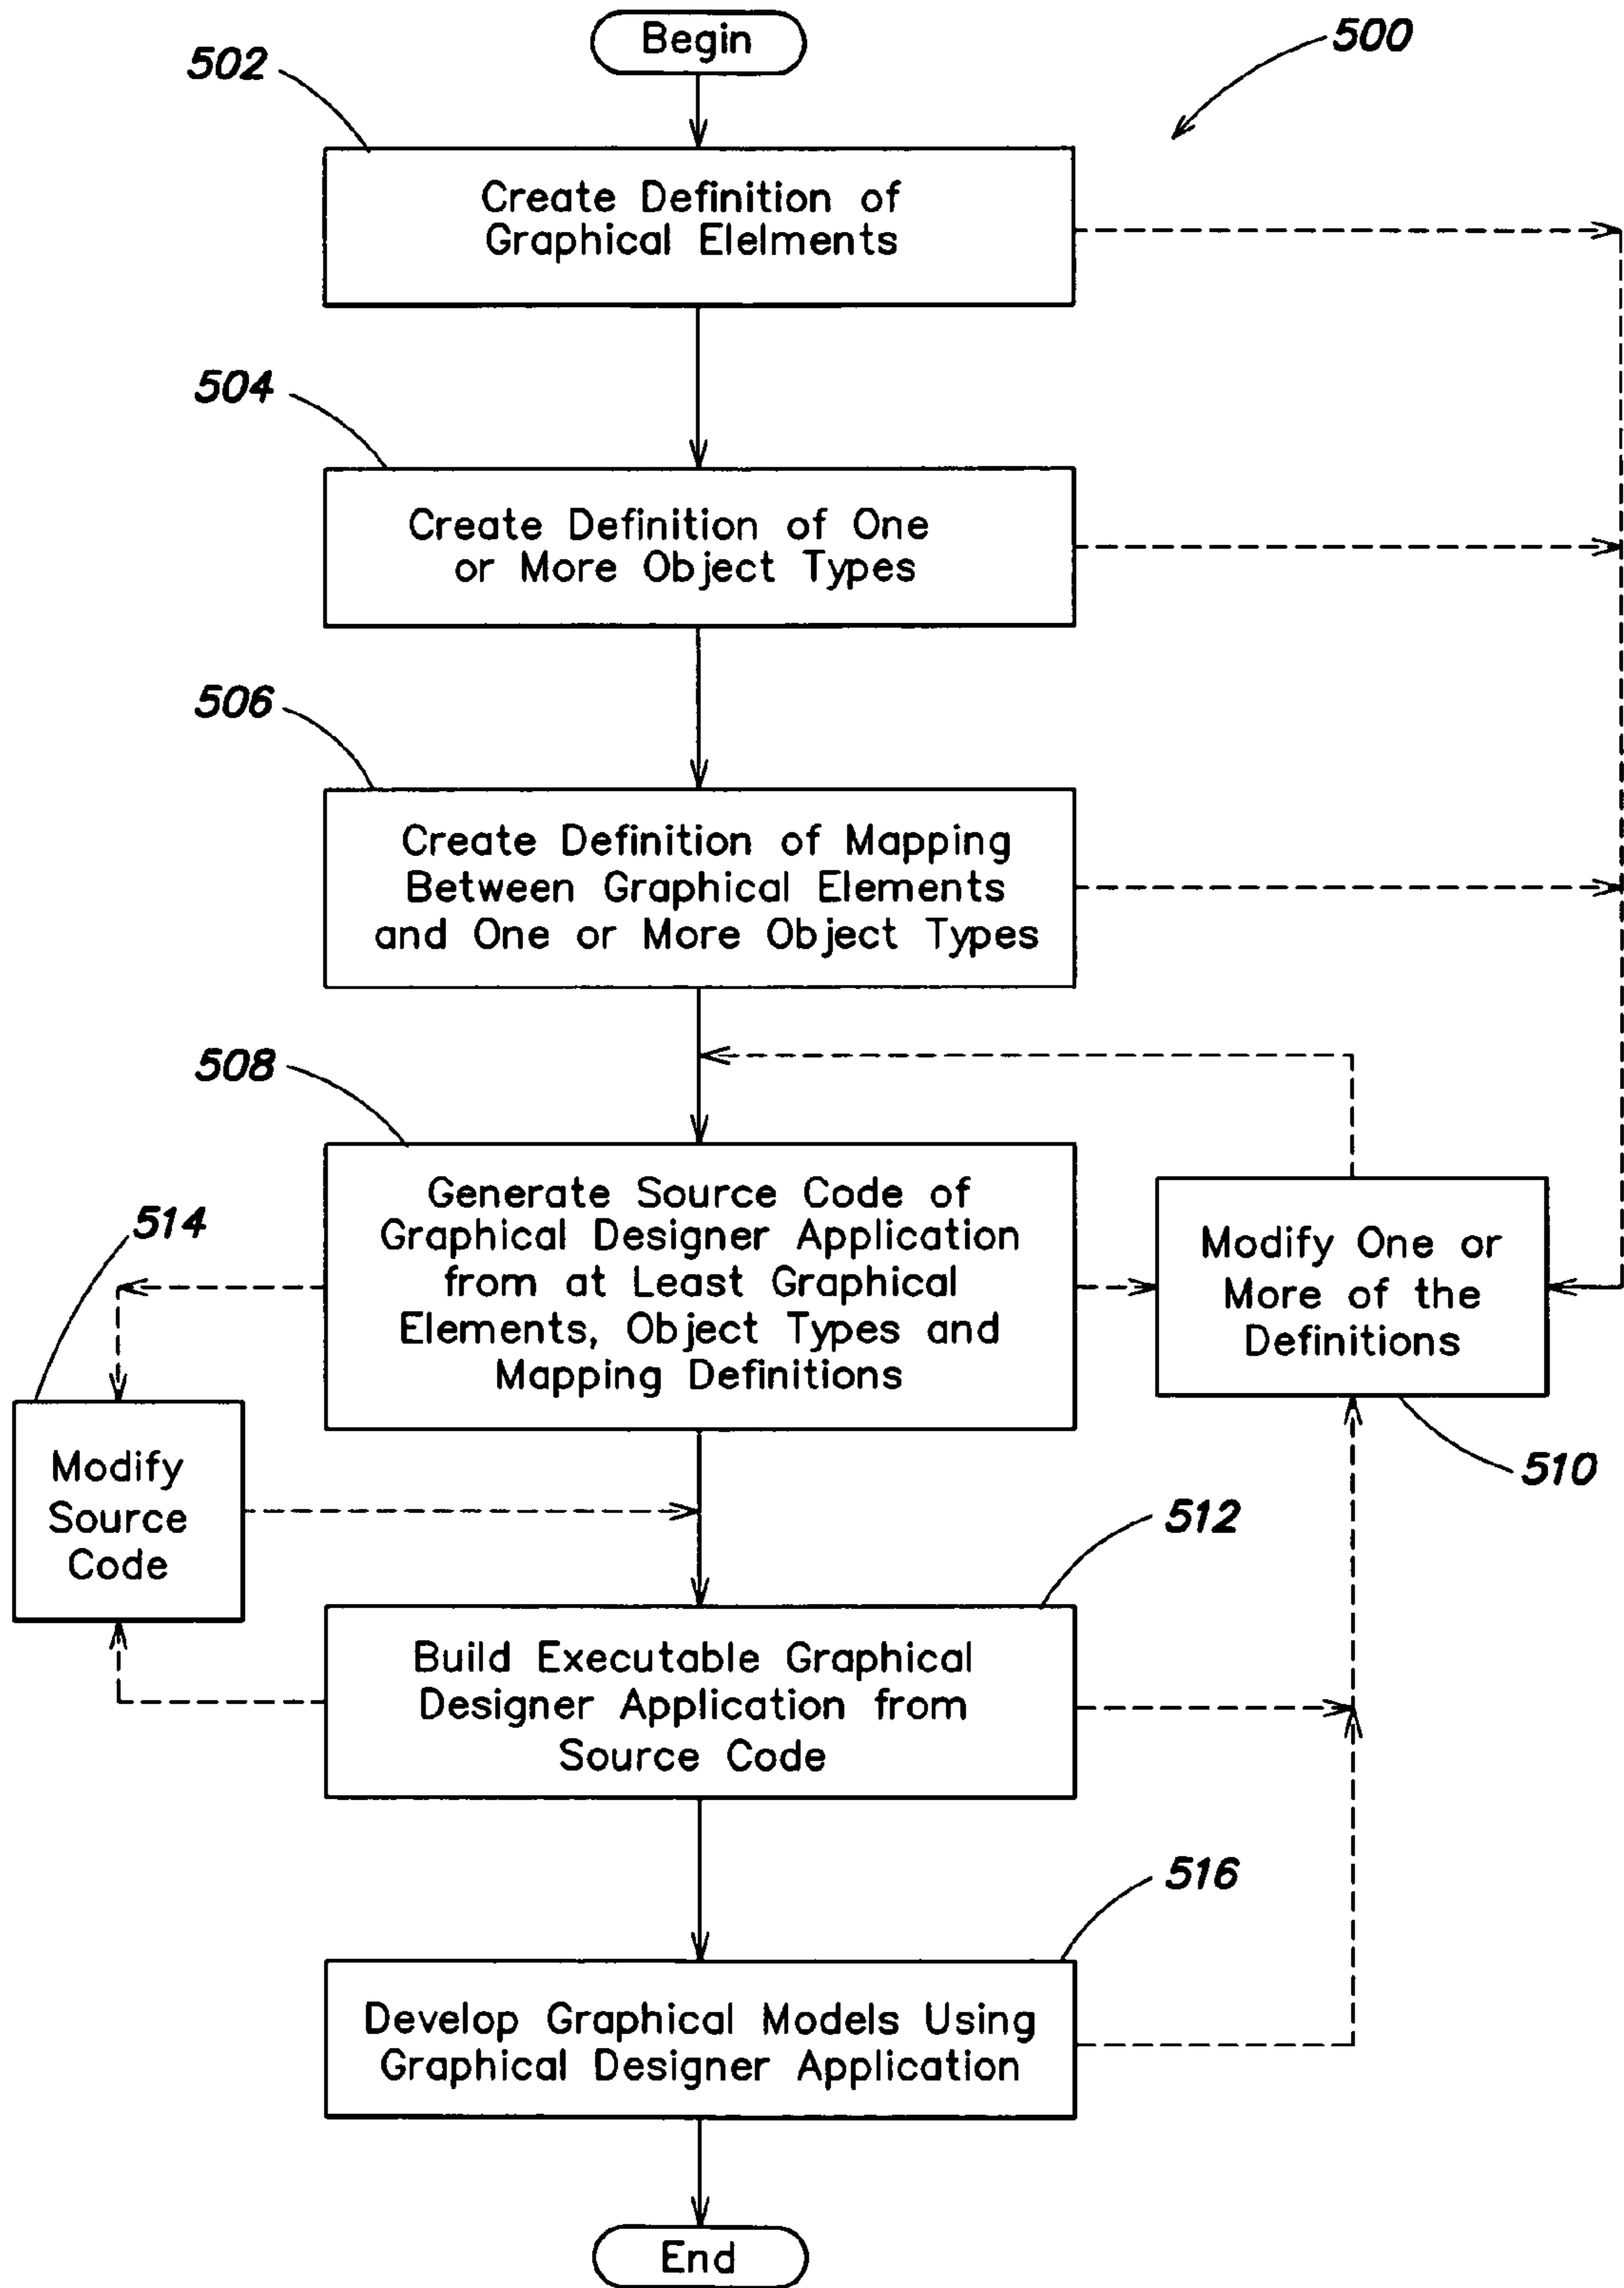 Begin
500
502
Create Definition of
Graphical Elelments
504
Create Definition of One
or More Object Types
506
Create Definition of Mapping
Between Graphical Elements
and One or More Object Types
508
Generate Source Code of
Graphical Designer Application
from at Least Graphical
Elements, Object Types and
Mapping Definitions
Modify One or
More of the
Definitions
510
514
Modify
Source
Code
512
Build Executable Graphical
Designer Application from
Source Code
516
Develop Graphical Models Using
Graphical Designer Application
End